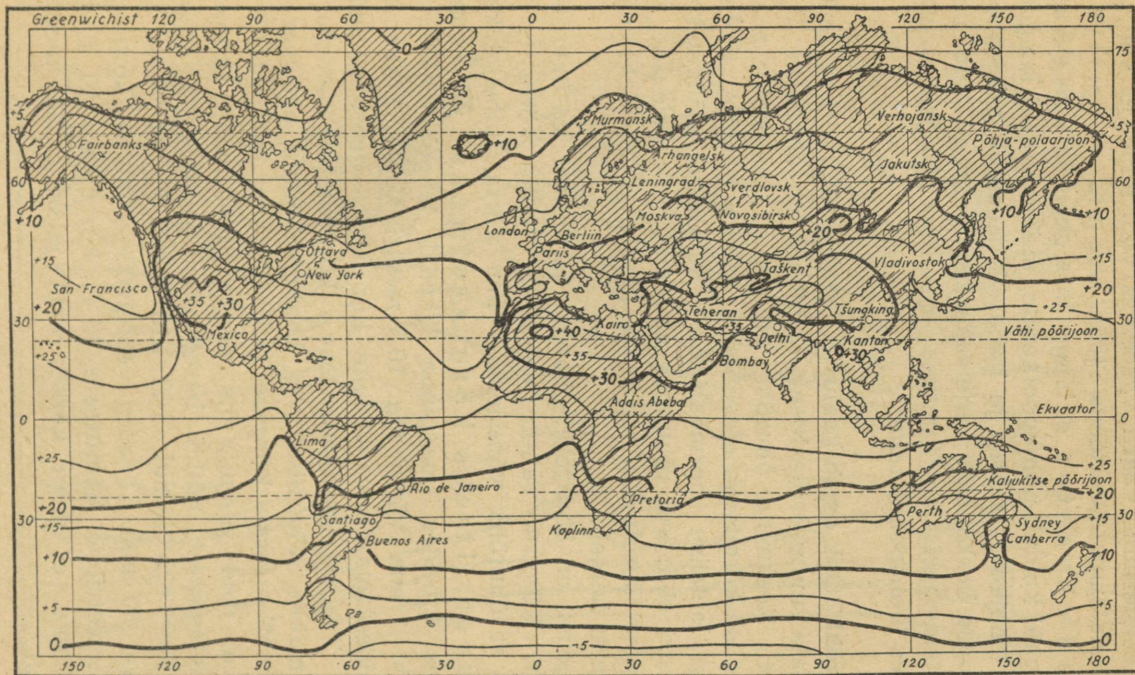 Greenwichist 120 90 60 30 0 30 60 90 120 150 180
0
75
75
+5
+10
Murmansk
Verhojansk
+5
Fairbanks
Arhangelsk
Põhja-polaarjoon
Jakutsk
60
Leningrad
Sverdlovsk
60
+10
Moskva
Novosibirsk
+20
+10
+10
London
Berliin
Pariis
Ottava
+15
New York
Taškent
Vladivostok
San Francisco
+20
+35
+30
+20
+25
30
Kairo
Teheran
Tšungking
30
+40
+35
Mexico
Delhi
Kanton
Vähi pöörijoon
+25
+35
Bombay
+30
+30
Addis Abeba
0
Ekvaator
0
Lima
+25
+25
Rio de Janeiro
Pretoria
Kaljukitse pöörijoon
+20
+20
+15
Santiago
Kaplinn
Perth
Sydney
+15
30
30
Buenos Aires
Canberra
+10
+10
+5
+5
0
0
-5
150 120 90 60 30 0 30 60 90 120 150 180